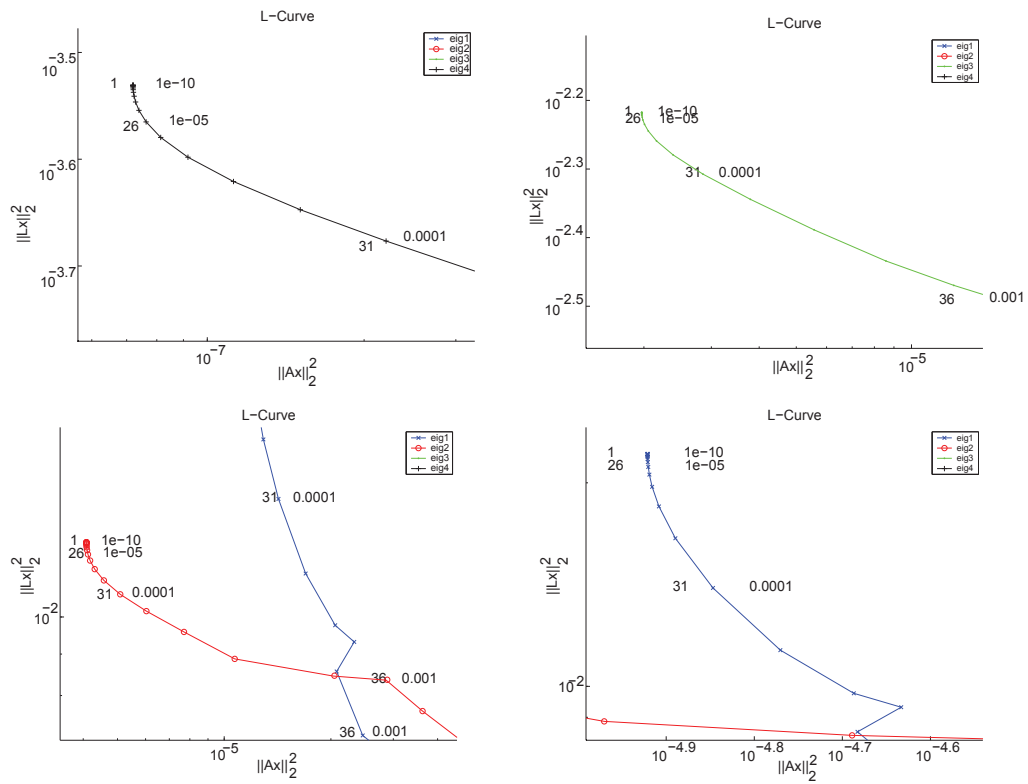 L−Curve
eig1
eig2
eig3
eig4
10^−3.5
10^−3.6
10^−3.7
||Lx||_2^2
1 1e−10
26 1e−05
31 0.0001
10^−7
||Ax||_2^2
L−Curve
eig1
eig2
eig3
eig4
10^−2.2
10^−2.3
10^−2.4
10^−2.5
||Lx||_2^2
1 1e−10
26 1e−05
31 0.0001
36 0.001
10^−5
||Ax||_2^2
L−Curve
eig1
eig2
eig3
eig4
31 0.0001
1 1e−10
26 1e−05
31 0.0001
10^−2
||Lx||_2^2
36 0.001
36 0.001
10^−5
||Ax||_2^2
L−Curve
eig1
eig2
eig3
eig4
1 1e−10
26 1e−05
31 0.0001
10^−2
||Lx||_2^2
10^−4.9
10^−4.8
10^−4.7
10^−4.6
||Ax||_2^2